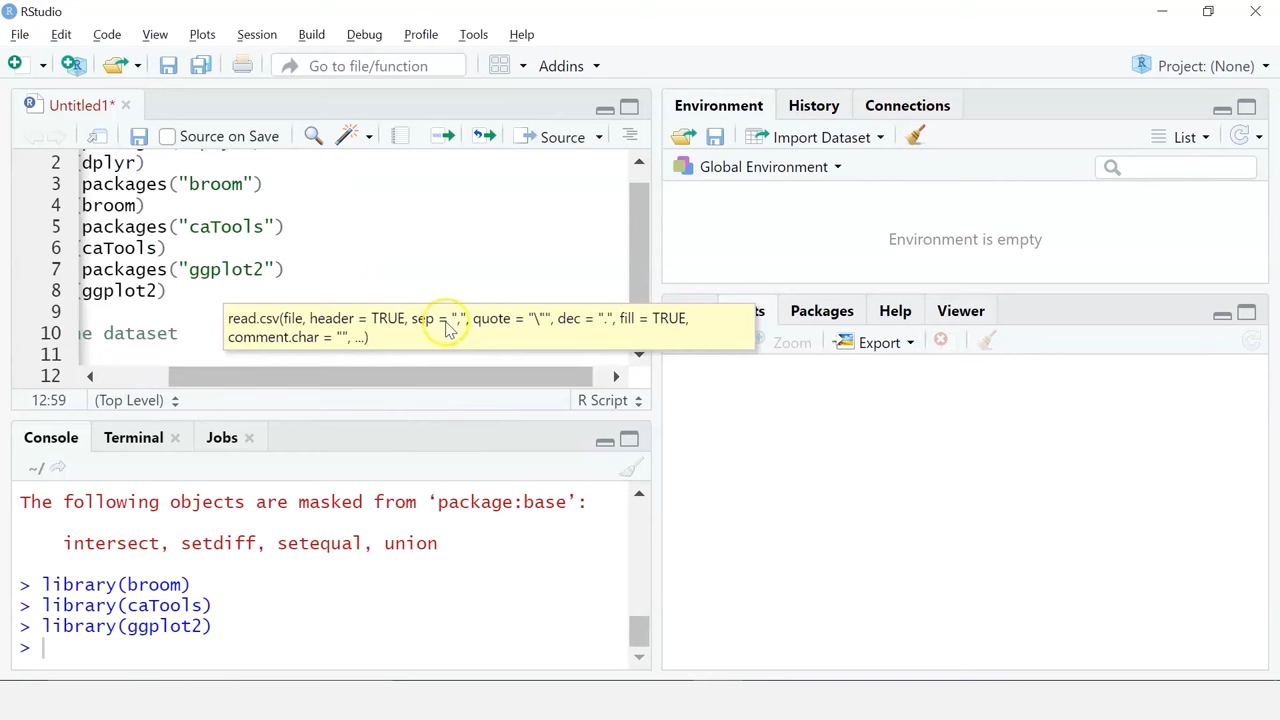 RStudio
File Edit Code View Plots Session Build Debug Profile Tools Help
Go to file/function Addins Project: (None)
Untitled1*
Source on Save Source
2 (dplyr)
3 packages("broom")
4 (broom)
5 packages("caTools")
6 (caTools)
7 packages("ggplot2")
8 (ggplot2)
9
10 e dataset
11
12
read.csv(file, header = TRUE, sep = ",", quote = "\"", dec = ".", fill = TRUE,
comment.char = "", ...)
12:59 (Top Level) R Script
Console Terminal Jobs
~/
The following objects are masked from ‘package:base’:
intersect, setdiff, setequal, union
> library(broom)
> library(caTools)
> library(ggplot2)
>
Environment History Connections
Import Dataset List
Global Environment
Environment is empty
ts Packages Help Viewer
Zoom Export